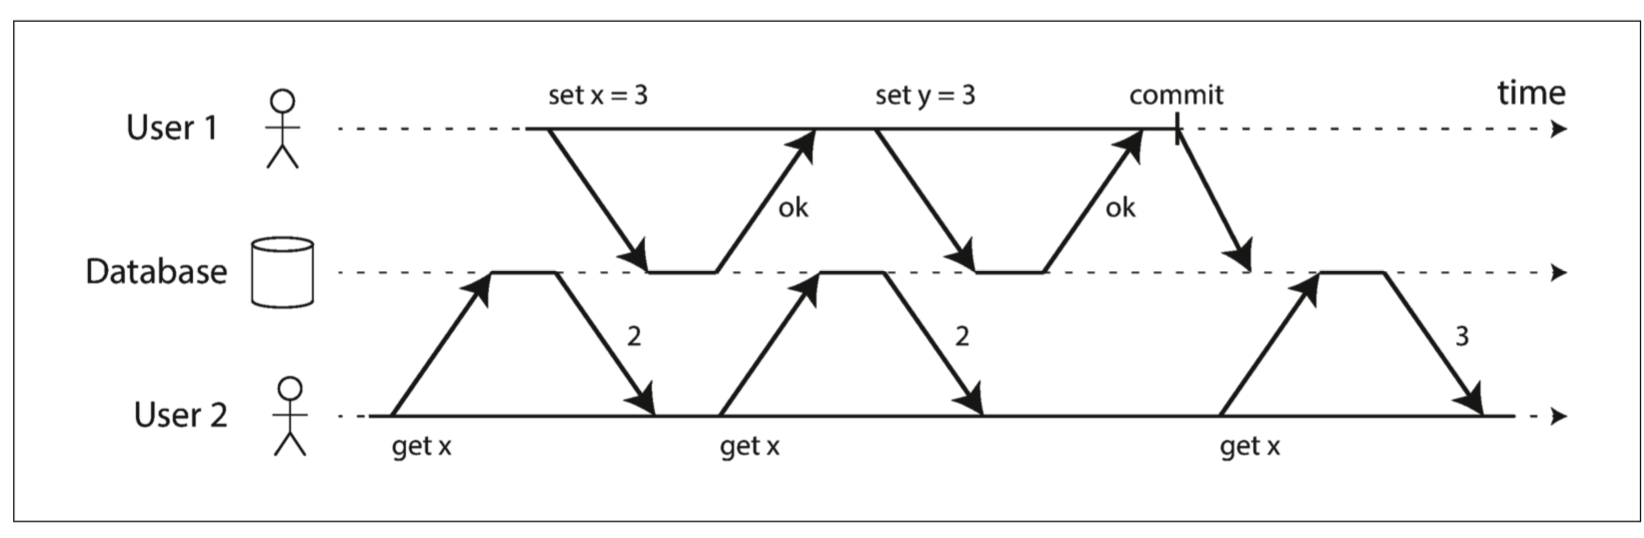 set x = 3
set y = 3
commit
time
User 1
ok
ok
Database
2
2
3
User 2
get x
get x
get x